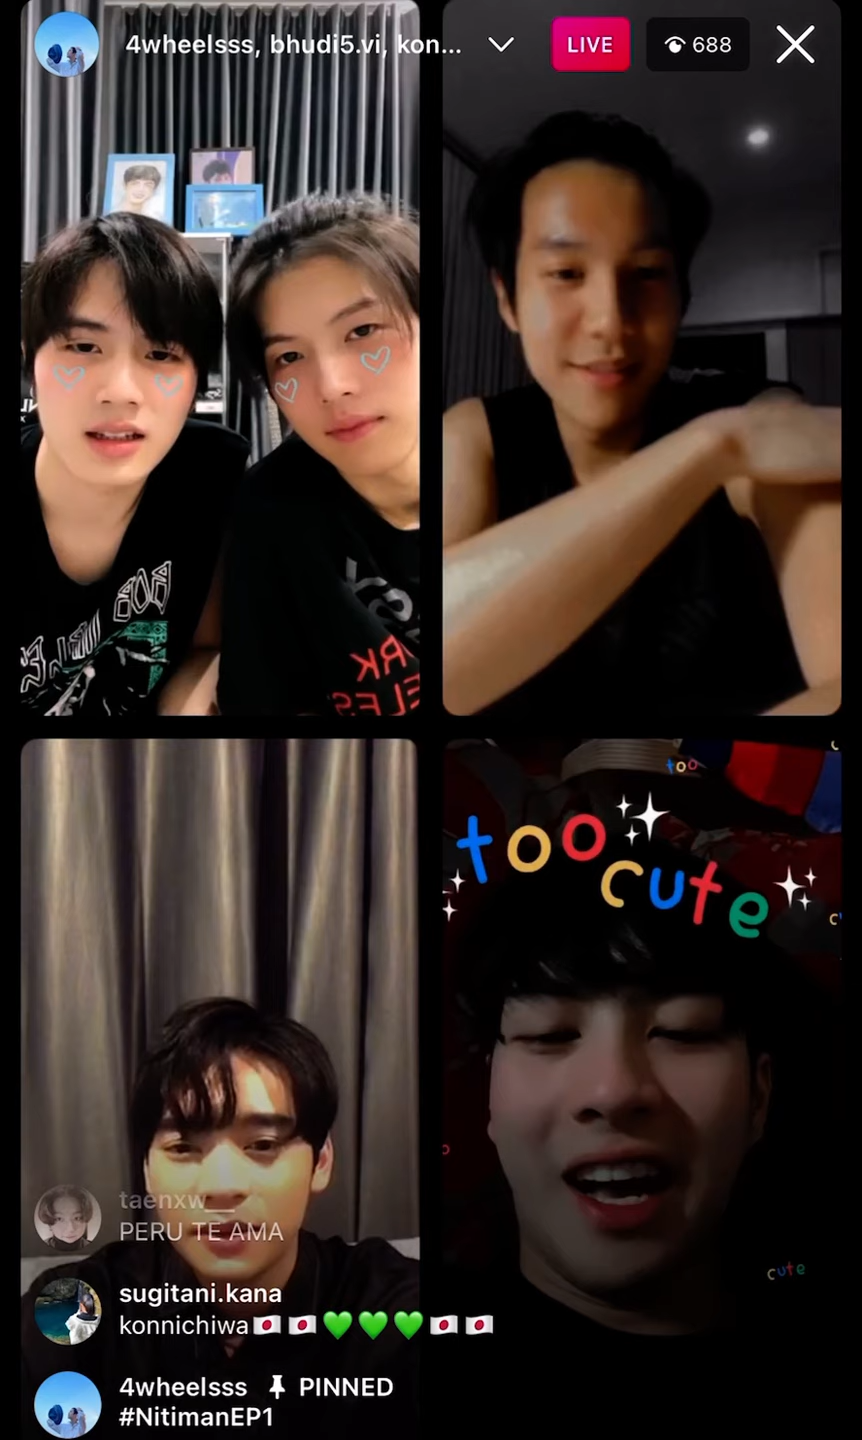 4wheelsss, bhudi5.vi, kon...
LIVE
688
too
too
cute
cute
taenxw__
PERU TE AMA
sugitani.kana
konnichiwa🇯🇵🇯🇵💚💚💚🇯🇵🇯🇵
4wheelsss 📌 PINNED
#NitimanEP1